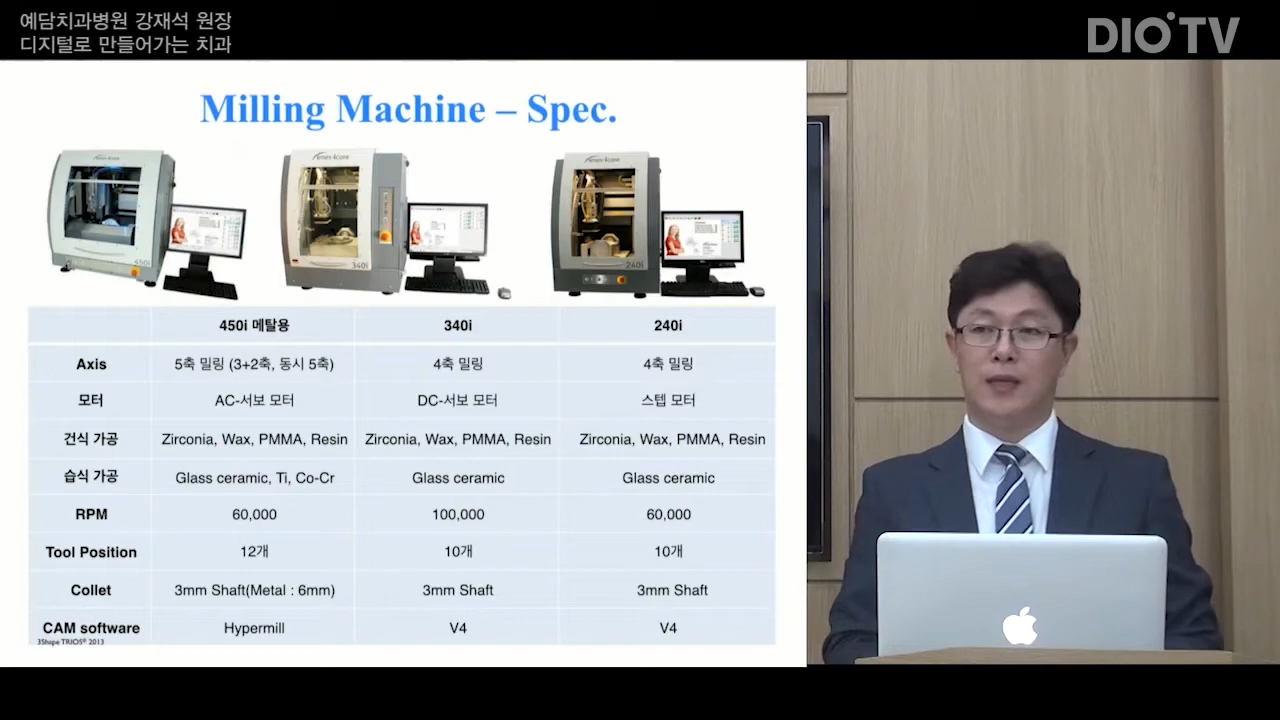 예담치과병원 강재석 원장
디지털로 만들어가는 치과
DIO TV
Milling Machine – Spec.
450i
340i
240i
450i 메탈용 340i 240i
Axis 5축 밀링 (3+2축, 동시 5축) 4축 밀링 4축 밀링
모터 AC-서보 모터 DC-서보 모터 스텝 모터
건식 가공 Zirconia, Wax, PMMA, Resin Zirconia, Wax, PMMA, Resin Zirconia, Wax, PMMA, Resin
습식 가공 Glass ceramic, Ti, Co-Cr Glass ceramic Glass ceramic
RPM 60,000 100,000 60,000
Tool Position 12개 10개 10개
Collet 3mm Shaft(Metal : 6mm) 3mm Shaft 3mm Shaft
CAM software Hypermill V4 V4
3Shape TRIOS® 2013